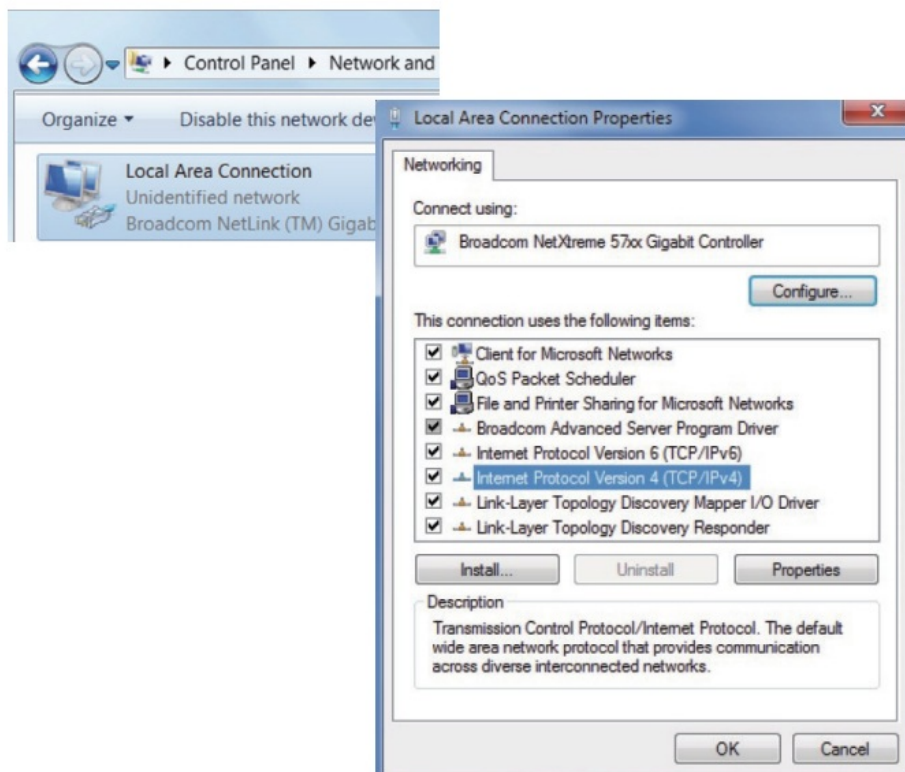 Control Panel ▸ Network and
Organize Disable this network de
Local Area Connection
Unidentified network
Broadcom NetLink (TM) Gigab
Local Area Connection Properties
Networking
Connect using:
Broadcom NetXtreme 57xx Gigabit Controller
Configure...
This connection uses the following items:
Client for Microsoft Networks
QoS Packet Scheduler
File and Printer Sharing for Microsoft Networks
Broadcom Advanced Server Program Driver
Internet Protocol Version 6 (TCP/IPv6)
Internet Protocol Version 4 (TCP/IPv4)
Link-Layer Topology Discovery Mapper I/O Driver
Link-Layer Topology Discovery Responder
Install... Uninstall Properties
Description
Transmission Control Protocol/Internet Protocol. The default
wide area network protocol that provides communication
across diverse interconnected networks.
OK Cancel